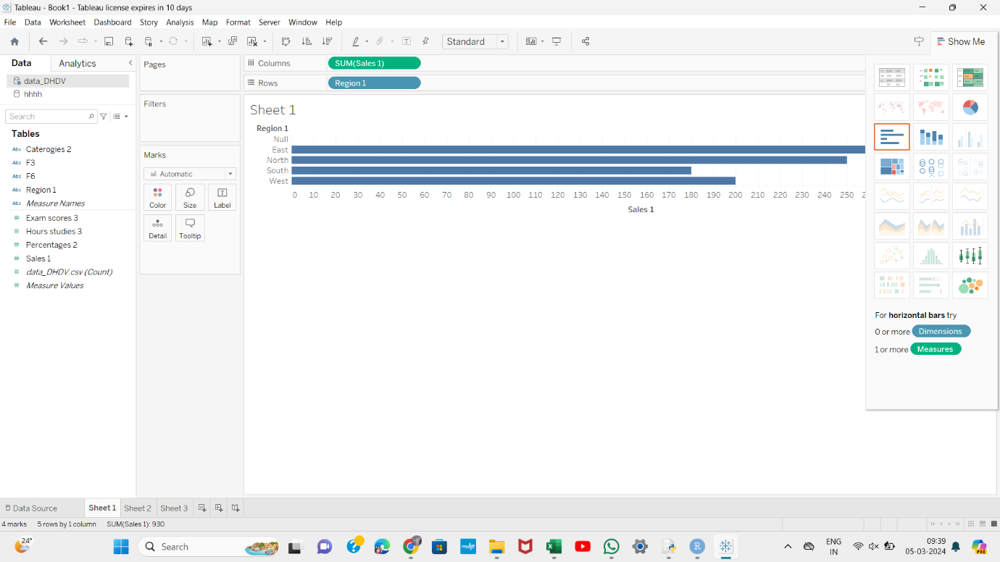 Tableau - Book1 - Tableau license expires in 10 days
File Data Worksheet Dashboard Story Analysis Map Format Server Window Help
Standard
Show Me
Data Analytics
data_DHDV
hhhh
Search
Tables
Abc Caterogies 2
Abc F3
Abc F6
Abc Region 1
Abc Measure Names
# Exam scores 3
# Hours studies 3
# Percentages 2
# Sales 1
# data_DHDV.csv (Count)
# Measure Values
Pages
Filters
Marks
Automatic
Color Size Label
Detail Tooltip
Columns SUM(Sales 1)
Rows Region 1
Sheet 1
Region 1
Null
East
North
South
West
0 10 20 30 40 50 60 70 80 90 100 110 120 130 140 150 160 170 180 190 200 210 220 230 240 250 2
Sales 1
For horizontal bars try
0 or more Dimensions
1 or more Measures
Data Source Sheet 1 Sheet 2 Sheet 3
4 marks 5 rows by 1 column SUM(Sales 1): 930
24°
Search
ENG
IN
09:39
05-03-2024